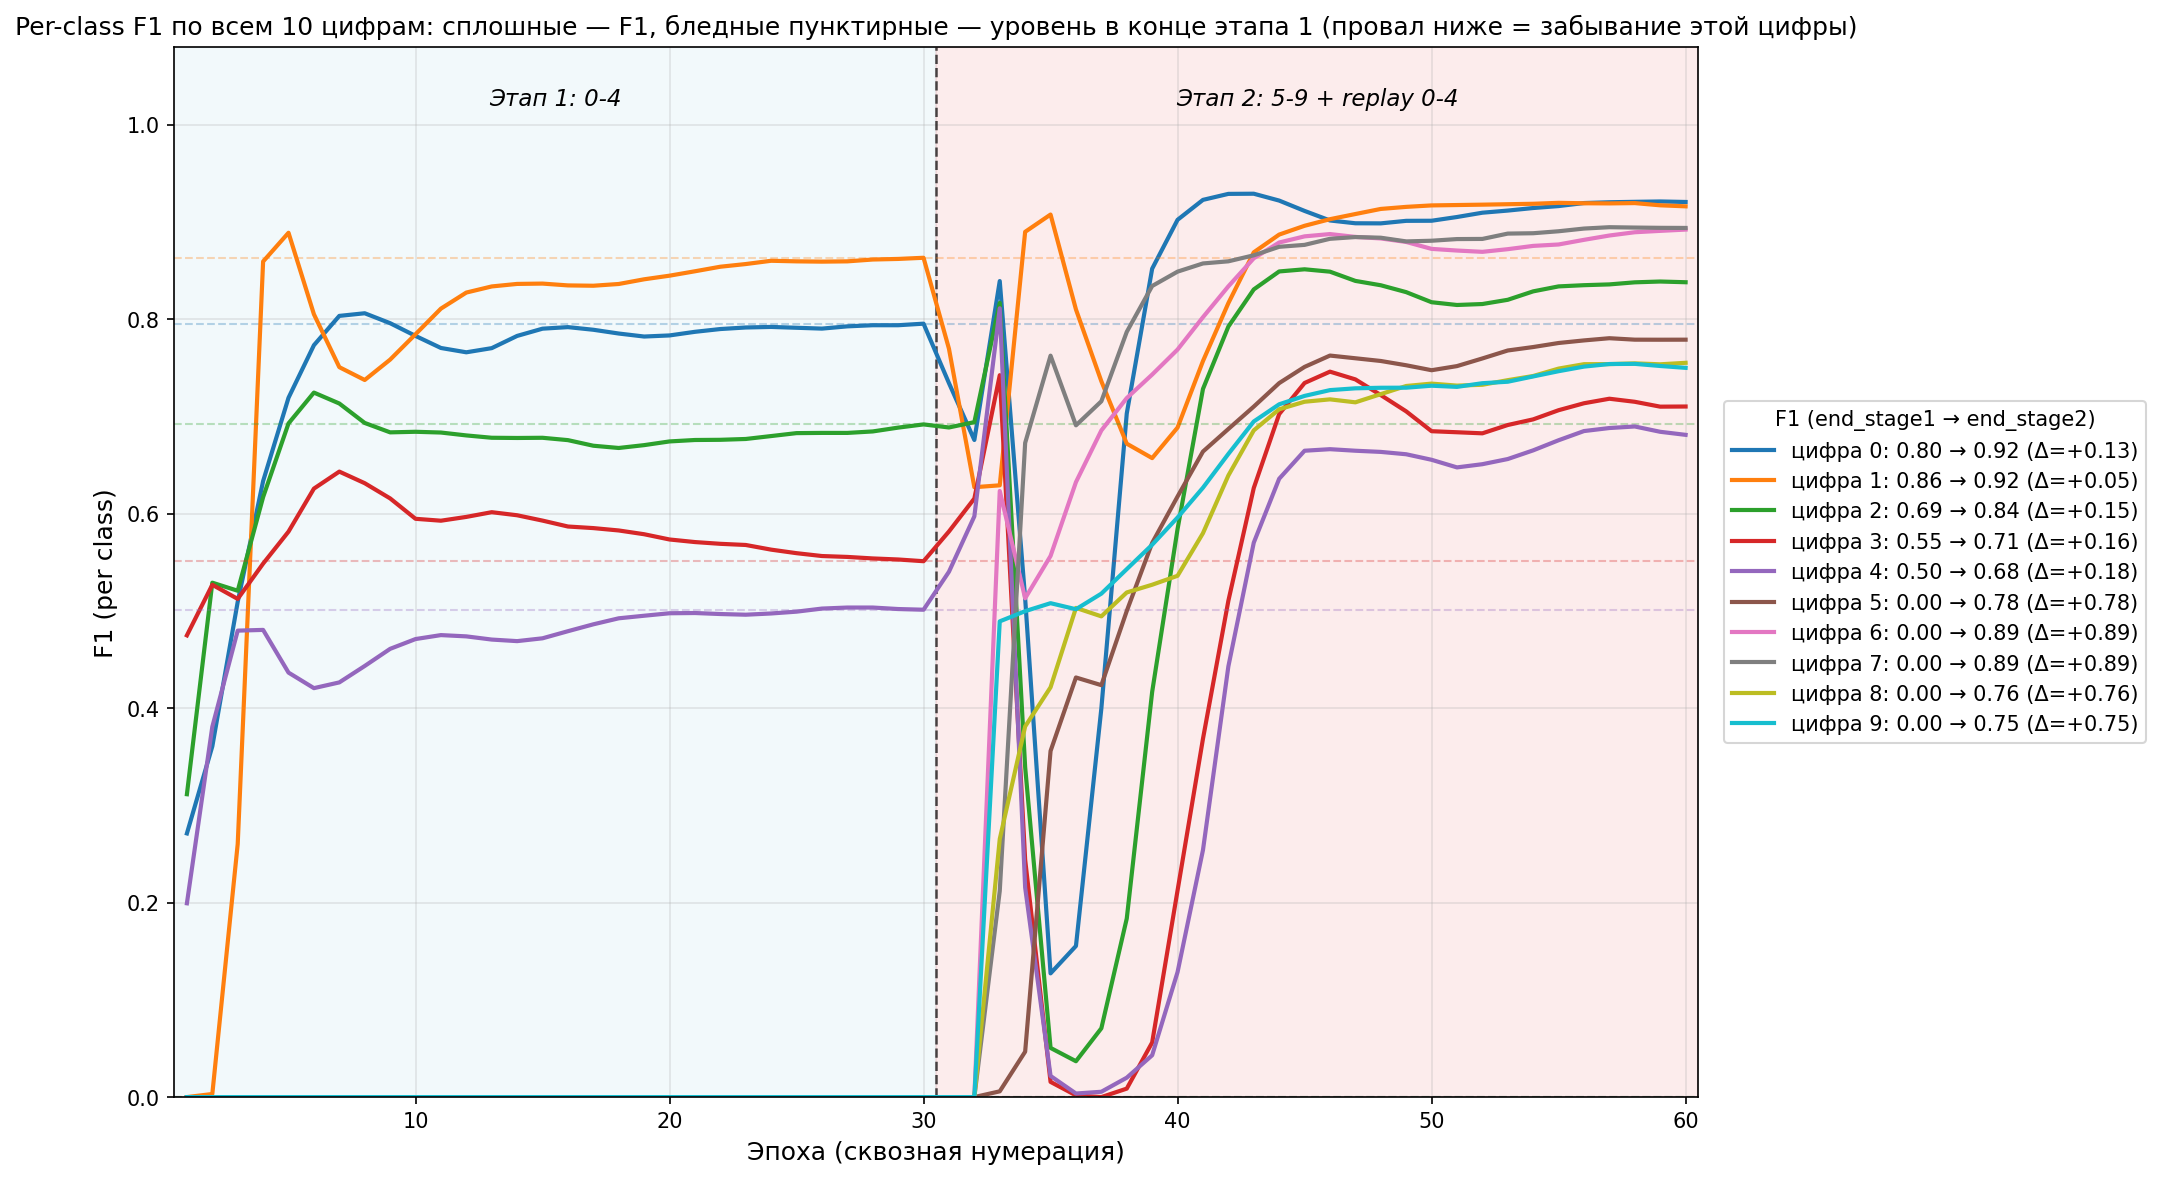 Per-class F1 по всем 10 цифрам: сплошные — F1, бледные пунктирные — уровень в конце этапа 1 (провал ниже = забывание этой цифры)
Этап 1: 0-4
Этап 2: 5-9 + replay 0-4
F1 (per class)
1.0
0.8
0.6
0.4
0.2
0.0
10
20
30
40
50
60
Эпоха (сквозная нумерация)
F1 (end_stage1 → end_stage2)
цифра 0: 0.80 → 0.92 (Δ=+0.13)
цифра 1: 0.86 → 0.92 (Δ=+0.05)
цифра 2: 0.69 → 0.84 (Δ=+0.15)
цифра 3: 0.55 → 0.71 (Δ=+0.16)
цифра 4: 0.50 → 0.68 (Δ=+0.18)
цифра 5: 0.00 → 0.78 (Δ=+0.78)
цифра 6: 0.00 → 0.89 (Δ=+0.89)
цифра 7: 0.00 → 0.89 (Δ=+0.89)
цифра 8: 0.00 → 0.76 (Δ=+0.76)
цифра 9: 0.00 → 0.75 (Δ=+0.75)